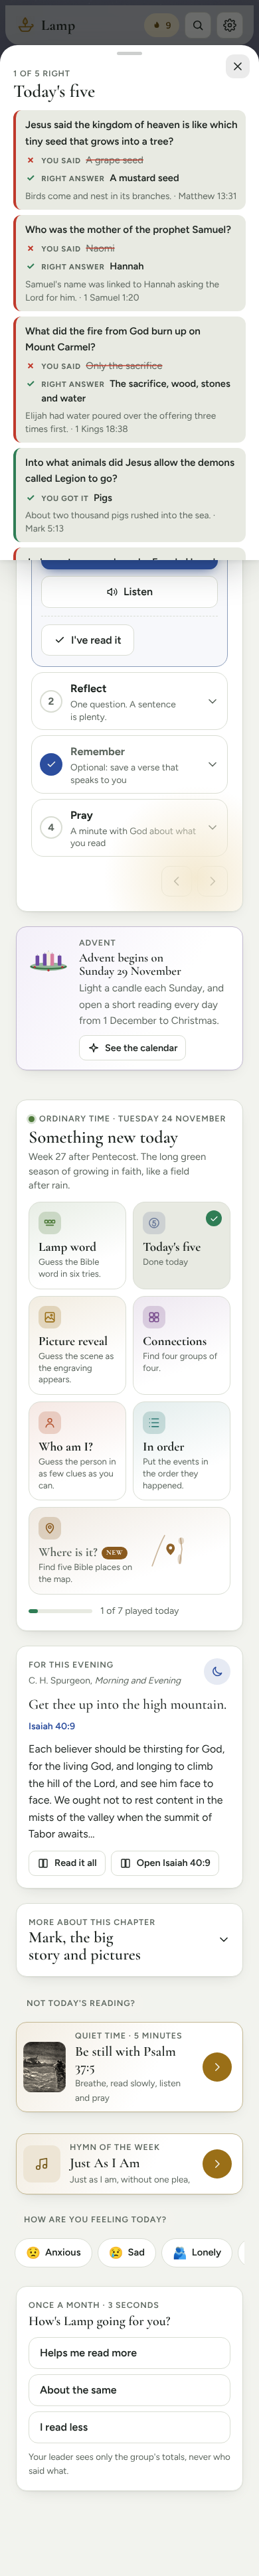 Lamp
9
1 OF 5 RIGHT
Today's five
Jesus said the kingdom of heaven is like which
tiny seed that grows into a tree?
YOU SAID A grape seed
RIGHT ANSWER A mustard seed
Birds come and nest in its branches. · Matthew 13:31
Who was the mother of the prophet Samuel?
YOU SAID Naomi
RIGHT ANSWER Hannah
Samuel's name was linked to Hannah asking the
Lord for him. · 1 Samuel 1:20
What did the fire from God burn up on
Mount Carmel?
YOU SAID Only the sacrifice
RIGHT ANSWER The sacrifice, wood, stones
and water
Elijah had water poured over the offering three
times first. · 1 Kings 18:38
Into what animals did Jesus allow the demons
called Legion to go?
YOU GOT IT Pigs
About two thousand pigs rushed into the sea. ·
Mark 5:13
Listen
I've read it
2
Reflect
One question. A sentence
is plenty.
Remember
Optional: save a verse that
speaks to you
4
Pray
A minute with God about what
you read
ADVENT
Advent begins on
Sunday 29 November
Light a candle each Sunday, and
open a short reading every day
from 1 December to Christmas.
See the calendar
ORDINARY TIME · TUESDAY 24 NOVEMBER
Something new today
Week 27 after Pentecost. The long green
season of growing in faith, like a field
after rain.
Lamp word
Guess the Bible
word in six tries.
5
Today's five
Done today
Picture reveal
Guess the scene as
the engraving
appears.
Connections
Find four groups of
four.
Who am I?
Guess the person in
as few clues as you
can.
In order
Put the events in
the order they
happened.
Where is it? NEW
Find five Bible places on
the map.
1 of 7 played today
FOR THIS EVENING
C. H. Spurgeon, Morning and Evening
Get thee up into the high mountain.
Isaiah 40:9
Each believer should be thirsting for God,
for the living God, and longing to climb
the hill of the Lord, and see him face to
face. We ought not to rest content in the
mists of the valley when the summit of
Tabor awaits...
Read it all
Open Isaiah 40:9
MORE ABOUT THIS CHAPTER
Mark, the big
story and pictures
NOT TODAY'S READING?
QUIET TIME · 5 MINUTES
Be still with Psalm
37:5
Breathe, read slowly, listen
and pray
HYMN OF THE WEEK
Just As I Am
Just as I am, without one plea,
HOW ARE YOU FEELING TODAY?
Anxious
Sad
Lonely
ONCE A MONTH · 3 SECONDS
How's Lamp going for you?
Helps me read more
About the same
I read less
Your leader sees only the group's totals, never who
said what.